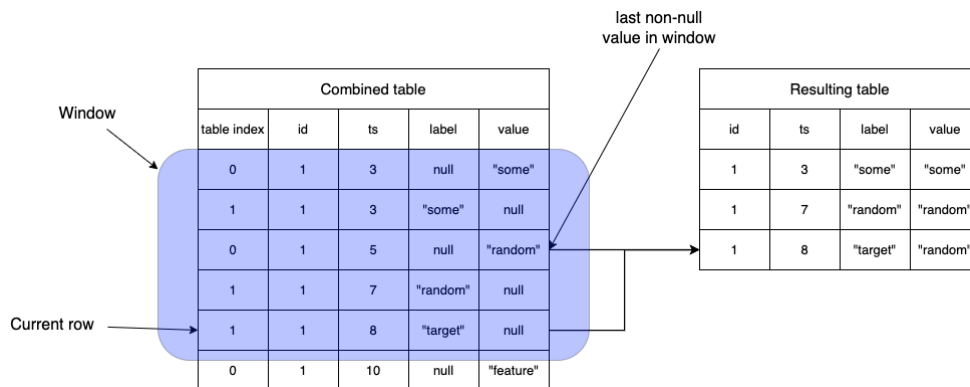 last non-null
value in window
Window
Current row
Combined table
table index id ts label value
0 1 3 null "some"
1 1 3 "some" null
0 1 5 null "random"
1 1 7 "random" null
1 1 8 "target" null
0 1 10 null "feature"
Resulting table
id ts label value
1 3 "some" "some"
1 7 "random" "random"
1 8 "target" "random"